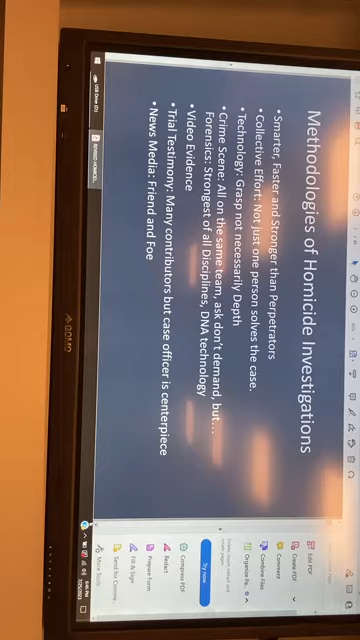 Methodologies of Homicide Investigations
• Smarter, Faster and Stronger than Perpetrators
• Collective Effort: Not just one person solves the case.
• Technology: Grasp not necessarily Depth
• Crime Scene: All on the same team, ask don't demand, but...
Forensics: Strongest of all Disciplines, DNA technology
• Video Evidence
• Trial Testimony: Many contributors but case officer is centerpiece
• News Media: Friend and Foe
Edit PDF
Create PDF
Comment
Combine Files
Organize Pa...
Try now
Compress PDF
Redact
Prepare Form
Fill & Sign
Send for Comme...
More Tools
USB Drive (D:)